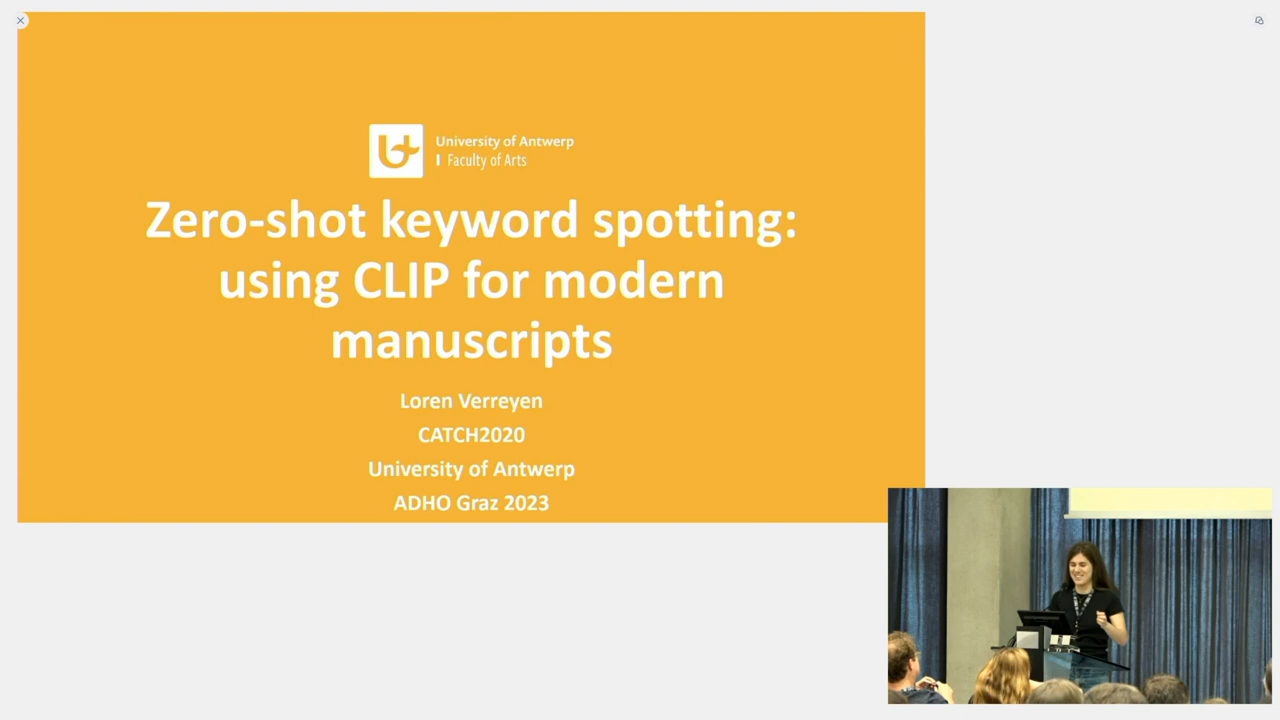 University of Antwerp
Faculty of Arts
Zero-shot keyword spotting:
using CLIP for modern
manuscripts
Loren Verreyen
CATCH2020
University of Antwerp
ADHO Graz 2023